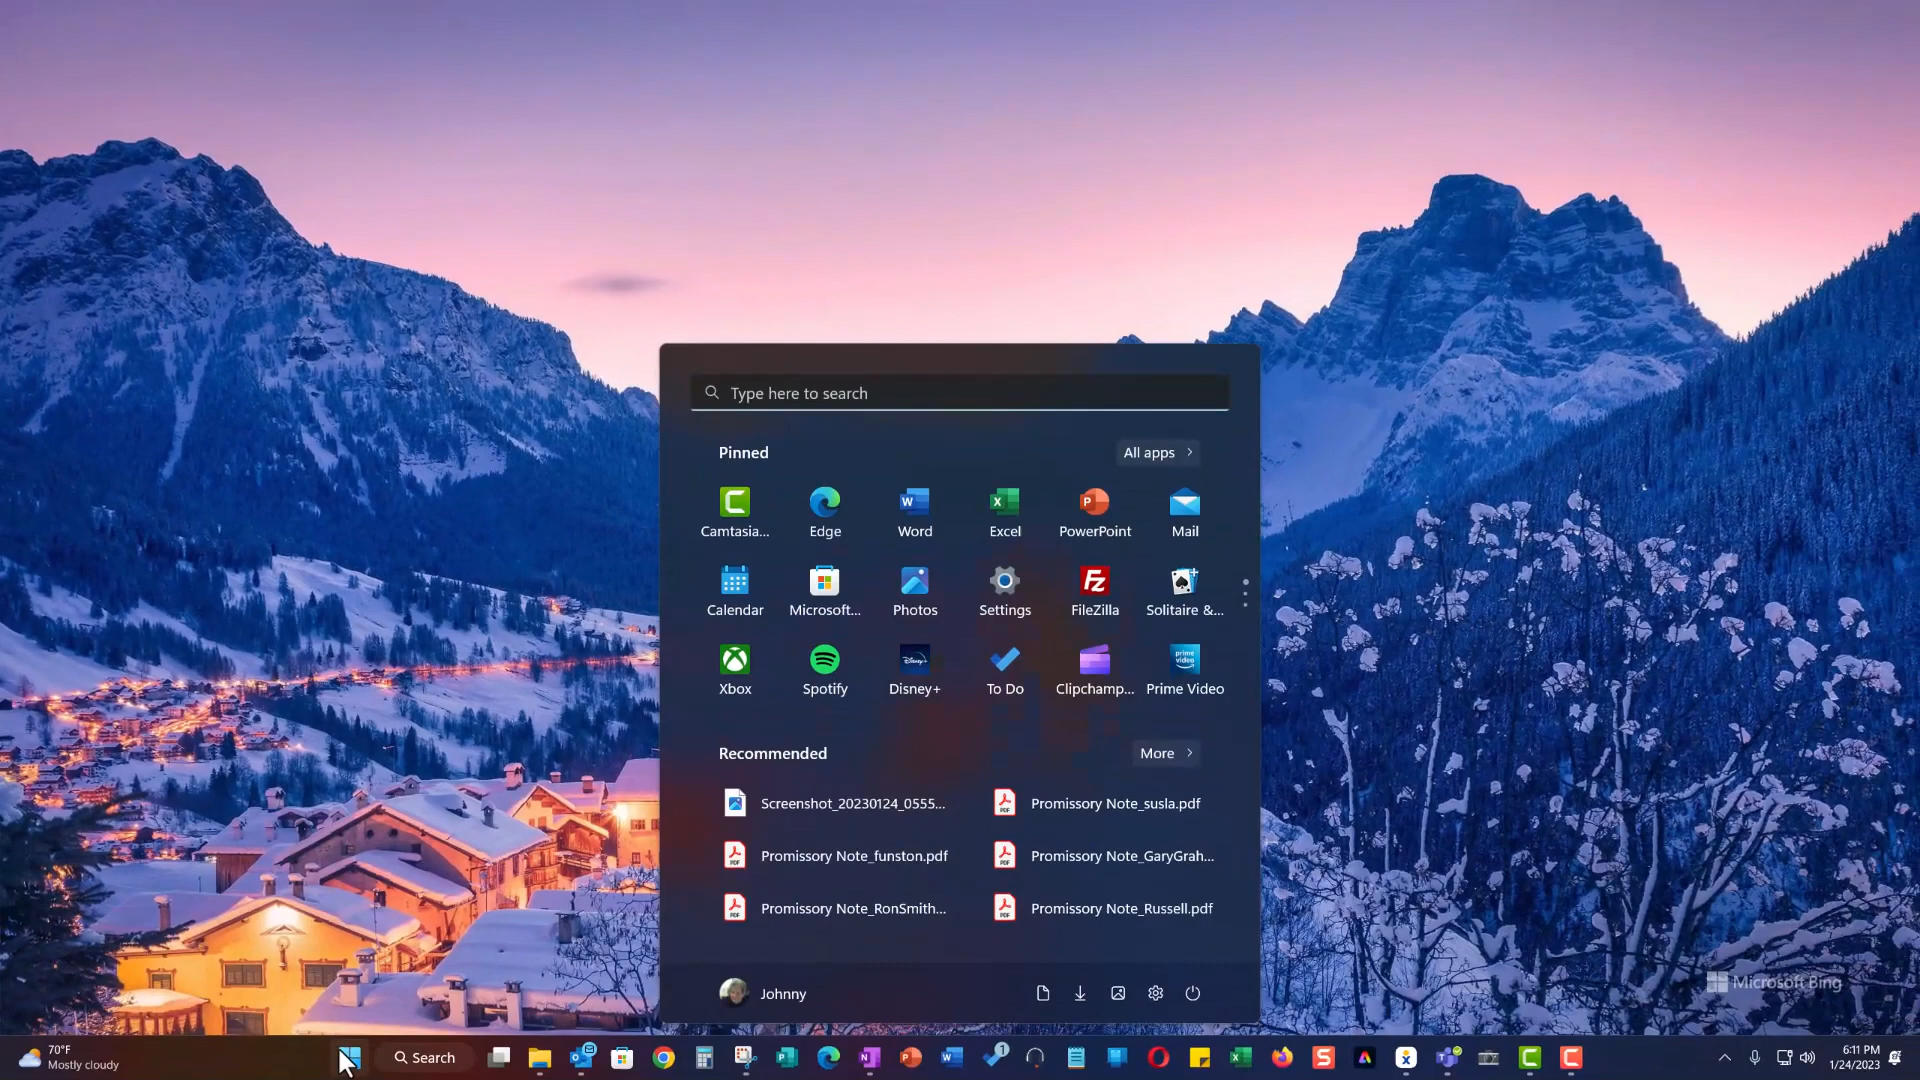 Type here to search
Pinned
All apps
Camtasia...
Edge
Word
Excel
PowerPoint
Mail
Calendar
Microsoft...
Photos
Settings
FileZilla
Solitaire &...
Xbox
Spotify
Disney+
To Do
Clipchamp...
Prime Video
Recommended
More
Screenshot_20230124_0555...
Promissory Note_susla.pdf
Promissory Note_funston.pdf
Promissory Note_GaryGrah...
Promissory Note_RonSmith...
Promissory Note_Russell.pdf
Johnny
Microsoft Bing
70°F
Mostly cloudy
Search
6:11 PM
1/24/2023